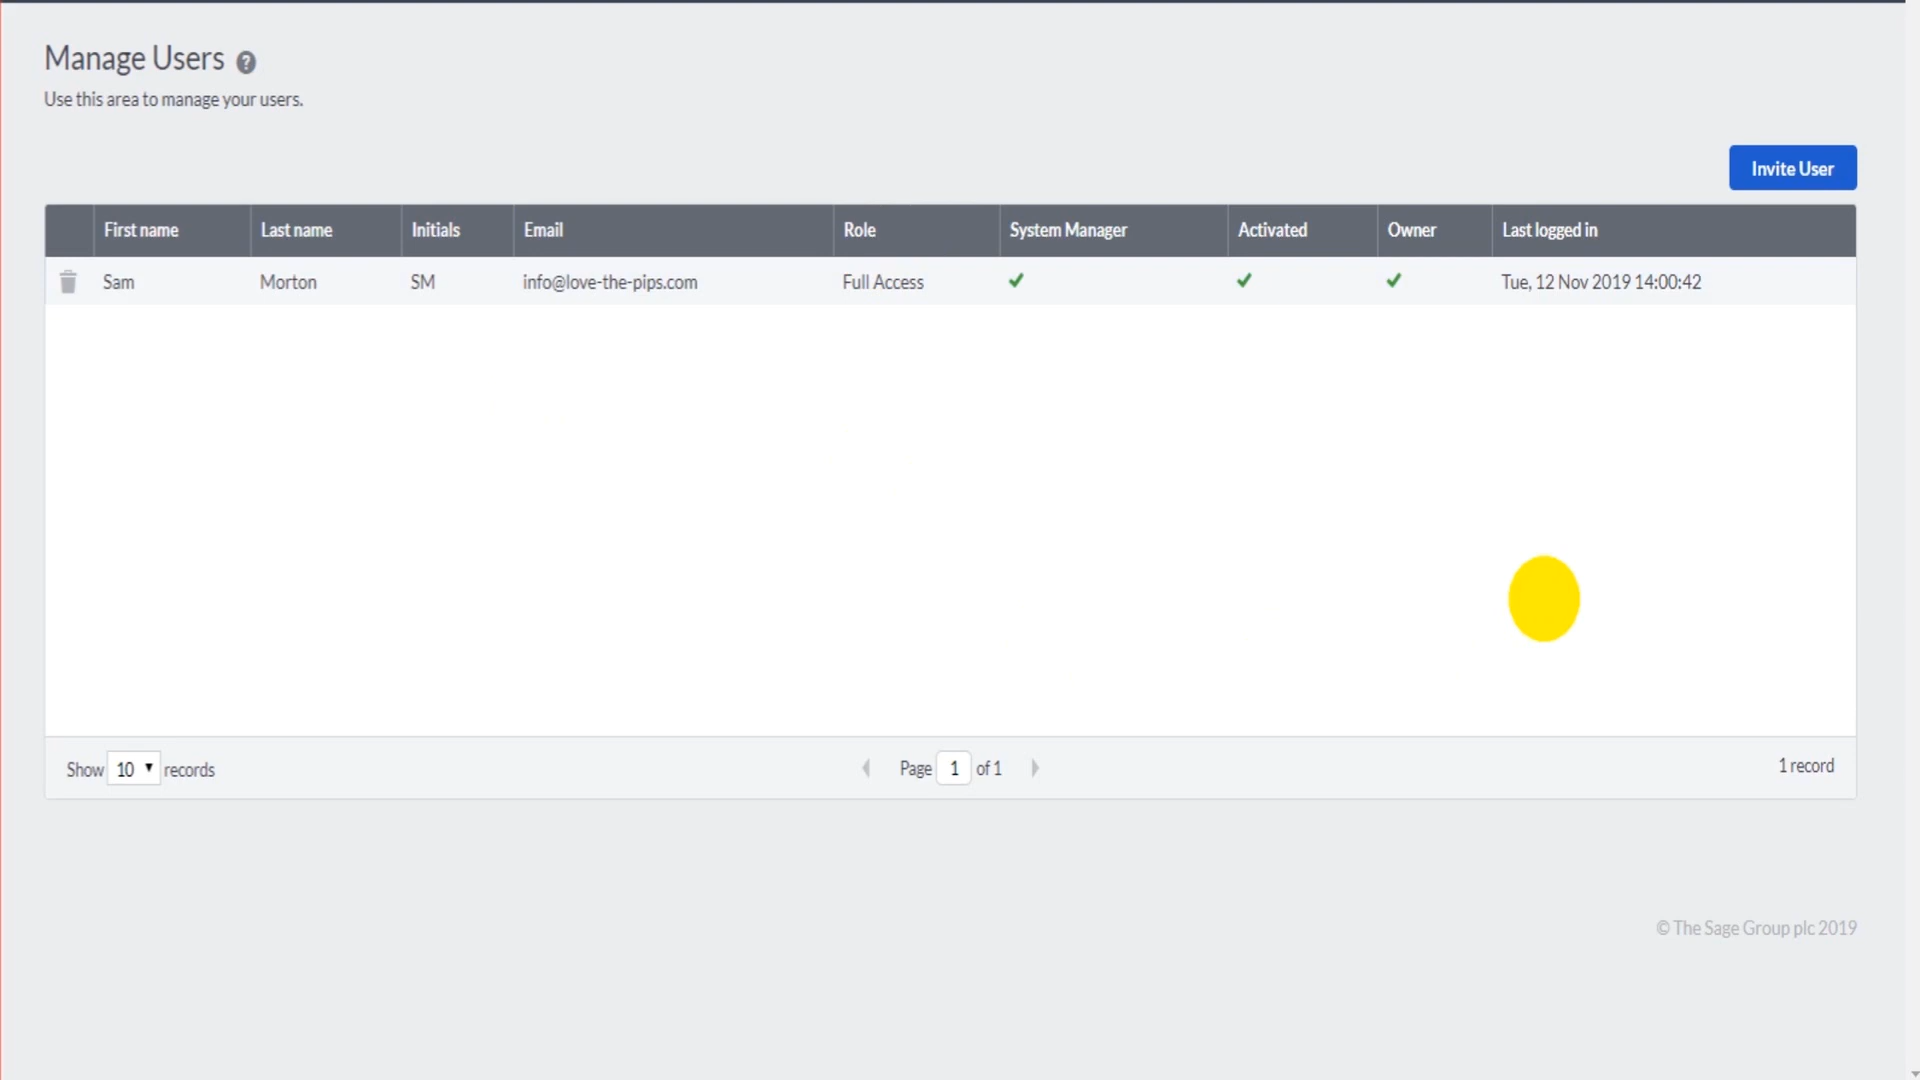 Manage Users ?
Use this area to manage your users.
Invite User
First name Last name Initials Email Role System Manager Activated Owner Last logged in
Sam Morton SM info@love-the-pips.com Full Access Tue, 12 Nov 2019 14:00:42
Show 10 records Page 1 of 1 1 record
© The Sage Group plc 2019